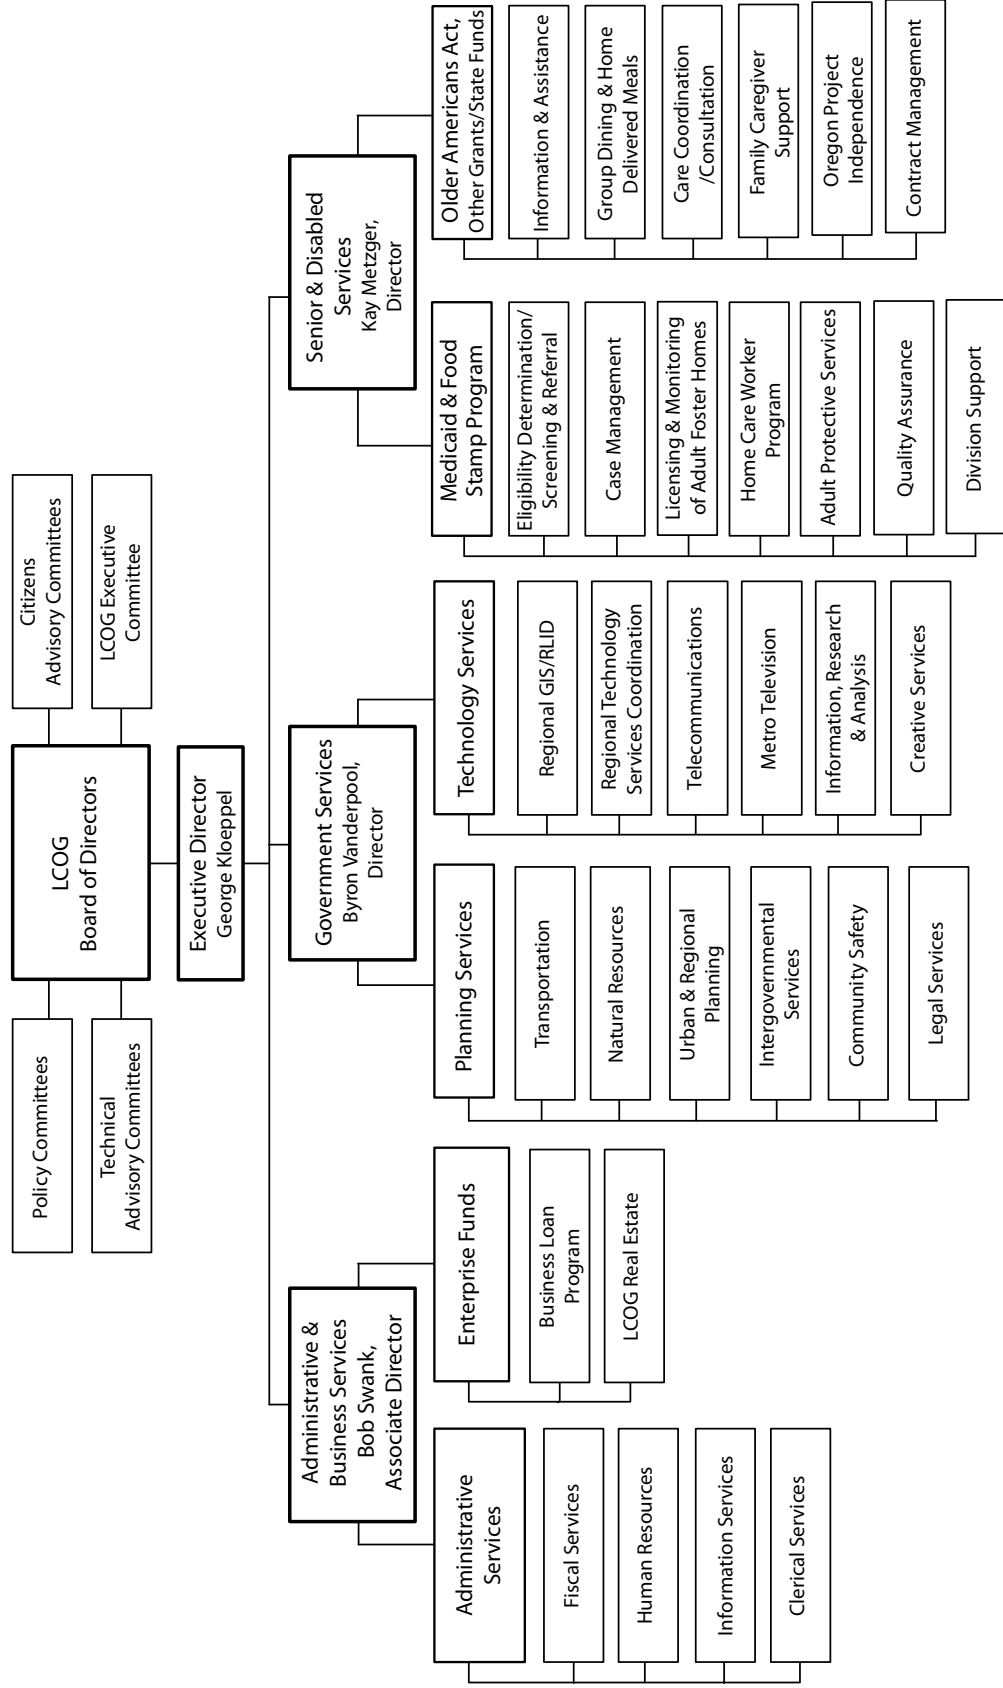 Policy Committees
Technical
Advisory Committees
LCOG
Board of Directors
Citizens
Advisory Committees
LCOG Executive
Committee
Executive Director
George Kloeppel
Administrative &
Business Services
Bob Swank,
Associate Director
Administrative
Services
Fiscal Services
Human Resources
Information Services
Clerical Services
Enterprise Funds
Business Loan
Program
LCOG Real Estate
Government Services
Byron Vanderpool,
Director
Planning Services
Transportation
Natural Resources
Urban & Regional
Planning
Intergovernmental
Services
Community Safety
Legal Services
Technology Services
Regional GIS/RLID
Regional Technology
Services Coordination
Telecommunications
Metro Television
Information, Research
& Analysis
Creative Services
Senior & Disabled
Services
Kay Metzger,
Director
Medicaid & Food
Stamp Program
Eligibility Determination/
Screening & Referral
Case Management
Licensing & Monitoring
of Adult Foster Homes
Home Care Worker
Program
Adult Protective Services
Quality Assurance
Division Support
Older Americans Act,
Other Grants/State Funds
Information & Assistance
Group Dining & Home
Delivered Meals
Care Coordination
/Consultation
Family Caregiver
Support
Oregon Project
Independence
Contract Management